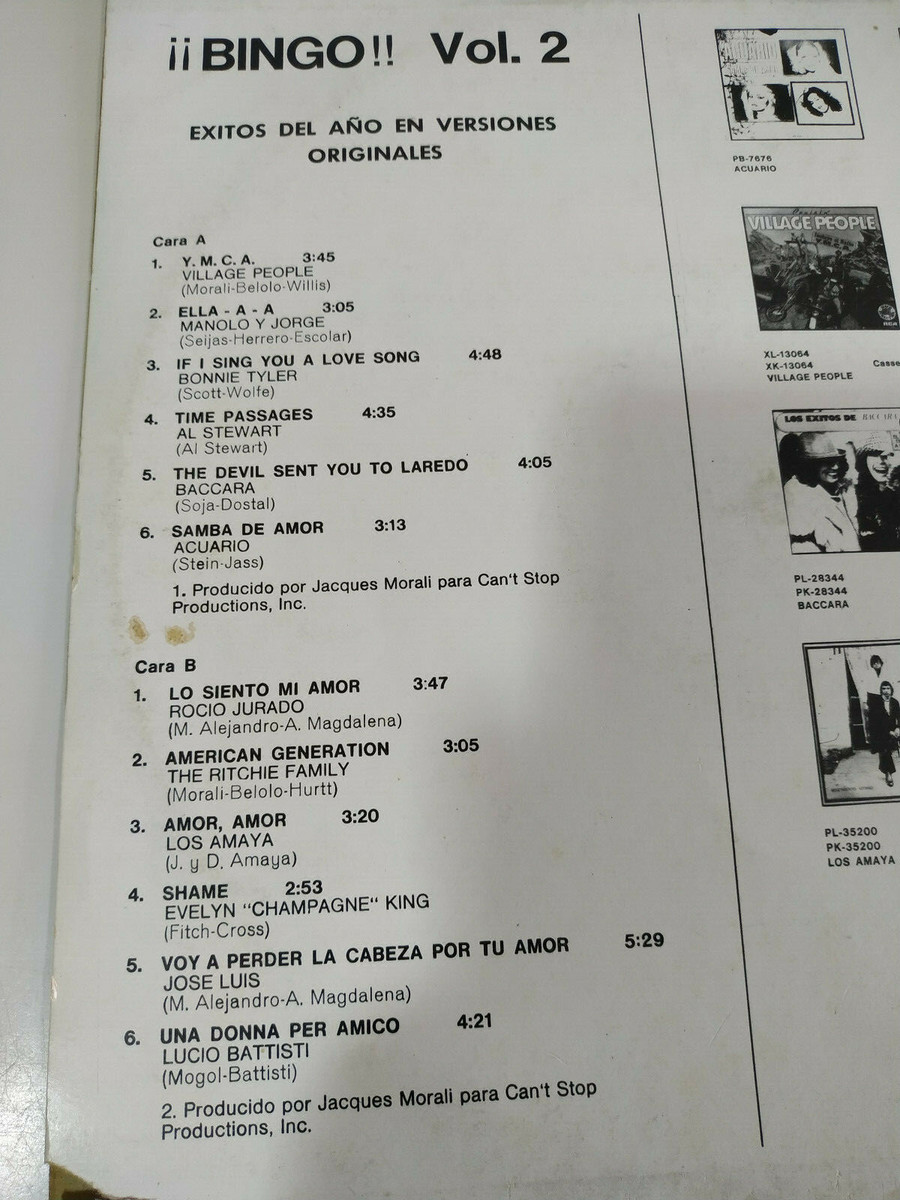 ¡¡BINGO!! Vol. 2
EXITOS DEL AÑO EN VERSIONES
ORIGINALES
Cara A
1. Y. M. C. A. 3:45
VILLAGE PEOPLE
(Morali-Belolo-Willis)
2. ELLA - A - A 3:05
MANOLO Y JORGE
(Seijas-Herrero-Escolar)
3. IF I SING YOU A LOVE SONG 4:48
BONNIE TYLER
(Scott-Wolfe)
4. TIME PASSAGES 4:35
AL STEWART
(Al Stewart)
5. THE DEVIL SENT YOU TO LAREDO 4:05
BACCARA
(Soja-Dostal)
6. SAMBA DE AMOR 3:13
ACUARIO
(Stein-Jass)
1. Producido por Jacques Morali para Can't Stop
Productions, Inc.
Cara B
1. LO SIENTO MI AMOR 3:47
ROCIO JURADO
(M. Alejandro-A. Magdalena)
2. AMERICAN GENERATION 3:05
THE RITCHIE FAMILY
(Morali-Belolo-Hurtt)
3. AMOR, AMOR 3:20
LOS AMAYA
(J. y D. Amaya)
4. SHAME 2:53
EVELYN "CHAMPAGNE" KING
(Fitch-Cross)
5. VOY A PERDER LA CABEZA POR TU AMOR 5:29
JOSE LUIS
(M. Alejandro-A. Magdalena)
6. UNA DONNA PER AMICO 4:21
LUCIO BATTISTI
(Mogol-Battisti)
2. Producido por Jacques Morali para Can't Stop
Productions, Inc.
PB-7676
ACUARIO
VILLAGE PEOPLE
RCA
XL-13064
XK-13064 Casse
VILLAGE PEOPLE
LOS EXITOS DE BACCARA
PL-28344
PK-28344
BACCARA
PL-35200
PK-35200
LOS AMAYA